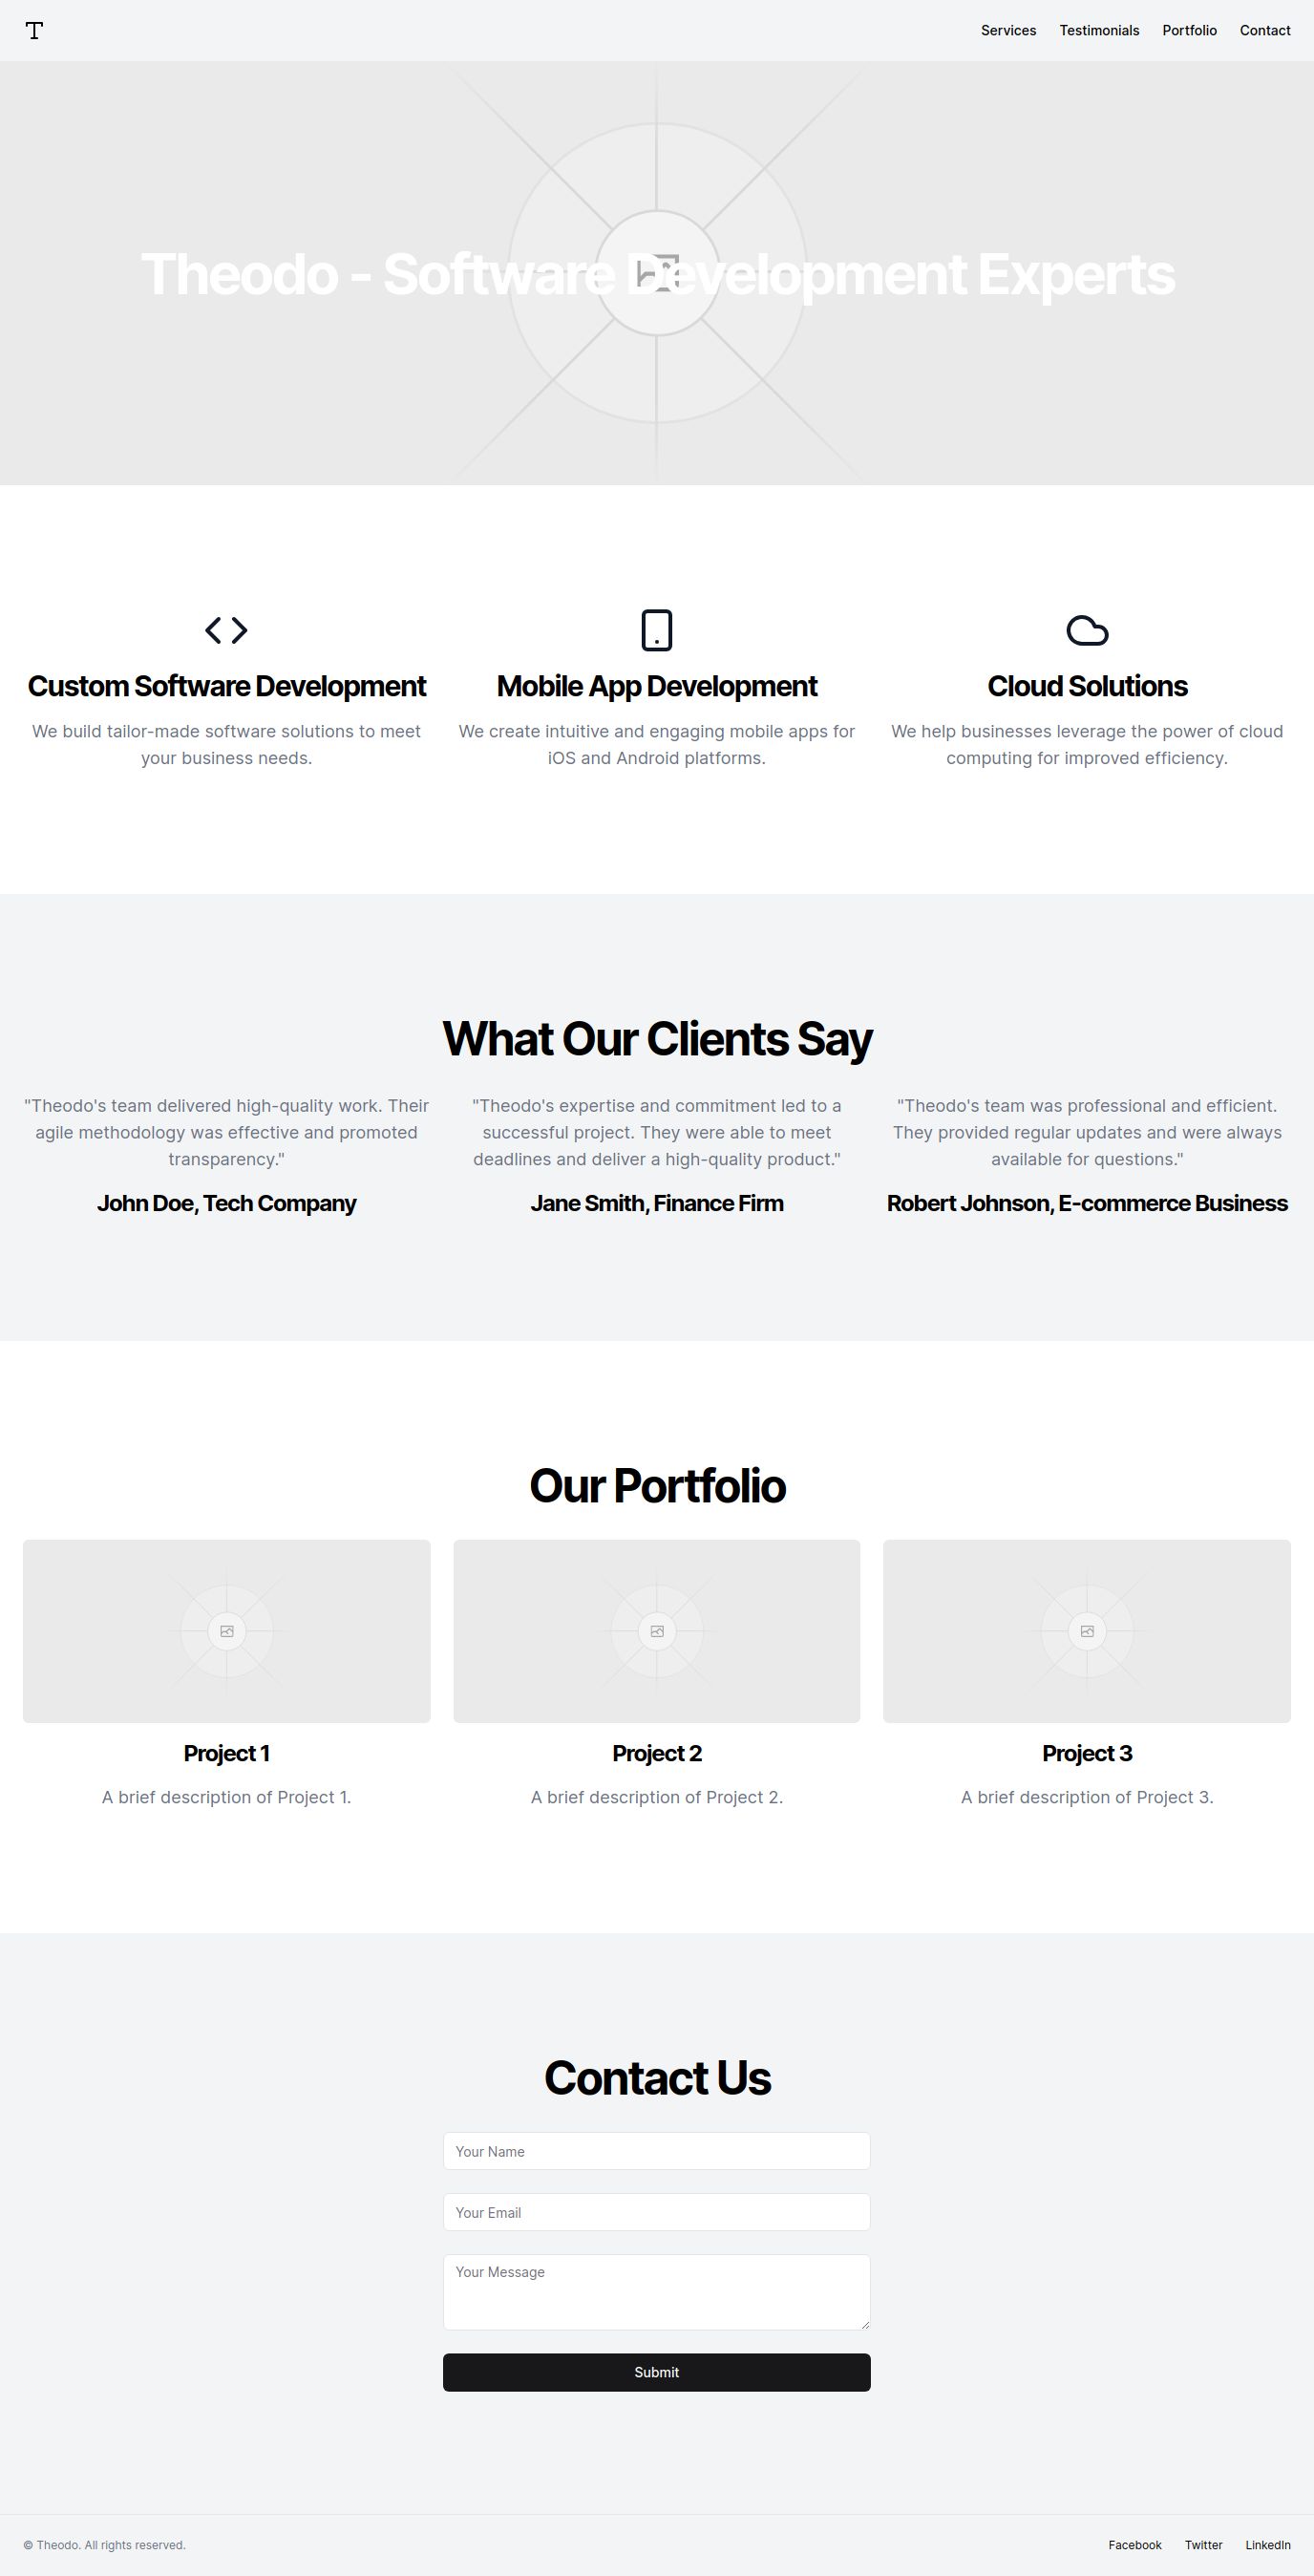 T
Services Testimonials Portfolio Contact
Theodo - Software Development Experts
Custom Software Development
We build tailor-made software solutions to meet
your business needs.
Mobile App Development
We create intuitive and engaging mobile apps for
iOS and Android platforms.
Cloud Solutions
We help businesses leverage the power of cloud
computing for improved efficiency.
What Our Clients Say
"Theodo's team delivered high-quality work. Their
agile methodology was effective and promoted
transparency."
John Doe, Tech Company
"Theodo's expertise and commitment led to a
successful project. They were able to meet
deadlines and deliver a high-quality product."
Jane Smith, Finance Firm
"Theodo's team was professional and efficient.
They provided regular updates and were always
available for questions."
Robert Johnson, E-commerce Business
Our Portfolio
Project 1
A brief description of Project 1.
Project 2
A brief description of Project 2.
Project 3
A brief description of Project 3.
Contact Us
Your Name
Your Email
Your Message
Submit
© Theodo. All rights reserved.
Facebook Twitter LinkedIn